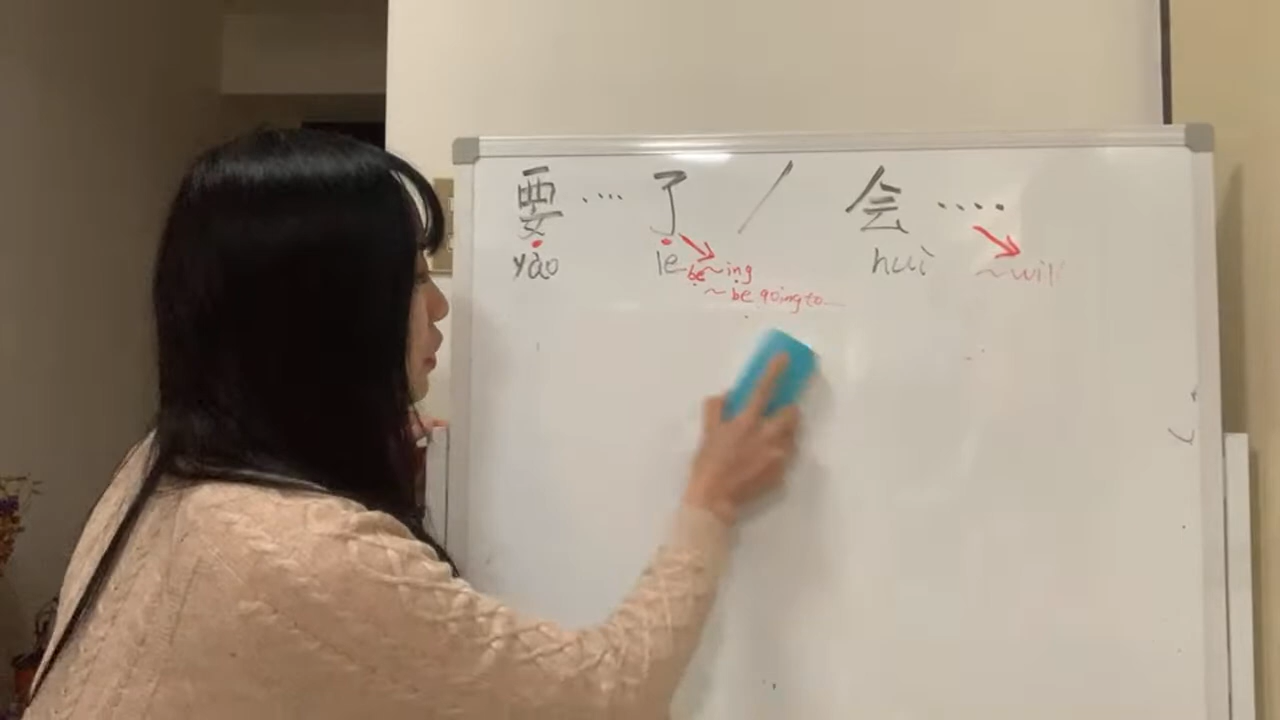 要 .... 了 / 会 ....
yào le huì
be~ing ~will
~be going to